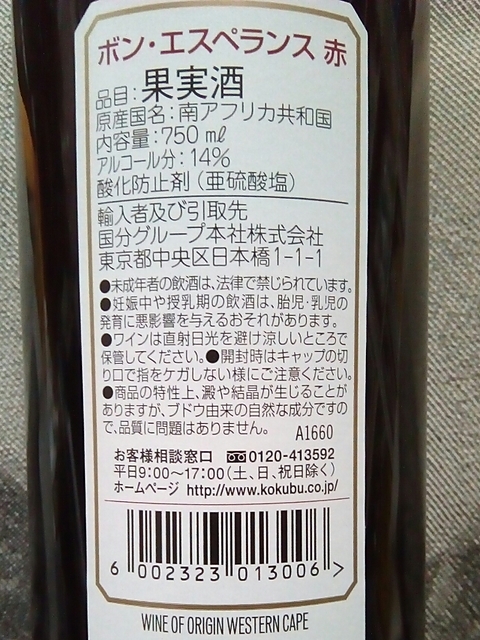 ボン・エスペランス 赤
品目：果実酒
原産国名：南アフリカ共和国
内容量：750 ㎖
アルコール分：14%
酸化防止剤（亜硫酸塩）
輸入者及び引取先
国分グループ本社株式会社
東京都中央区日本橋1-1-1
●未成年者の飲酒は、法律で禁じられています。
●妊娠中や授乳期の飲酒は、胎児・乳児の
発育に悪影響を与えるおそれがあります。
●ワインは直射日光を避け涼しいところで
保管してください。●開封時はキャップの切
り口で指をケガしない様にご注意ください。
●商品の特性上、澱や結晶が生じることが
ありますが、ブドウ由来の自然な成分ですの
で、品質に問題はありません。 A1660
お客様相談窓口 0120-413592
平日9:00〜17:00（土、日、祝日除く）
ホームページ http://www.kokubu.co.jp/
6 002323 013006 >
WINE OF ORIGIN WESTERN CAPE